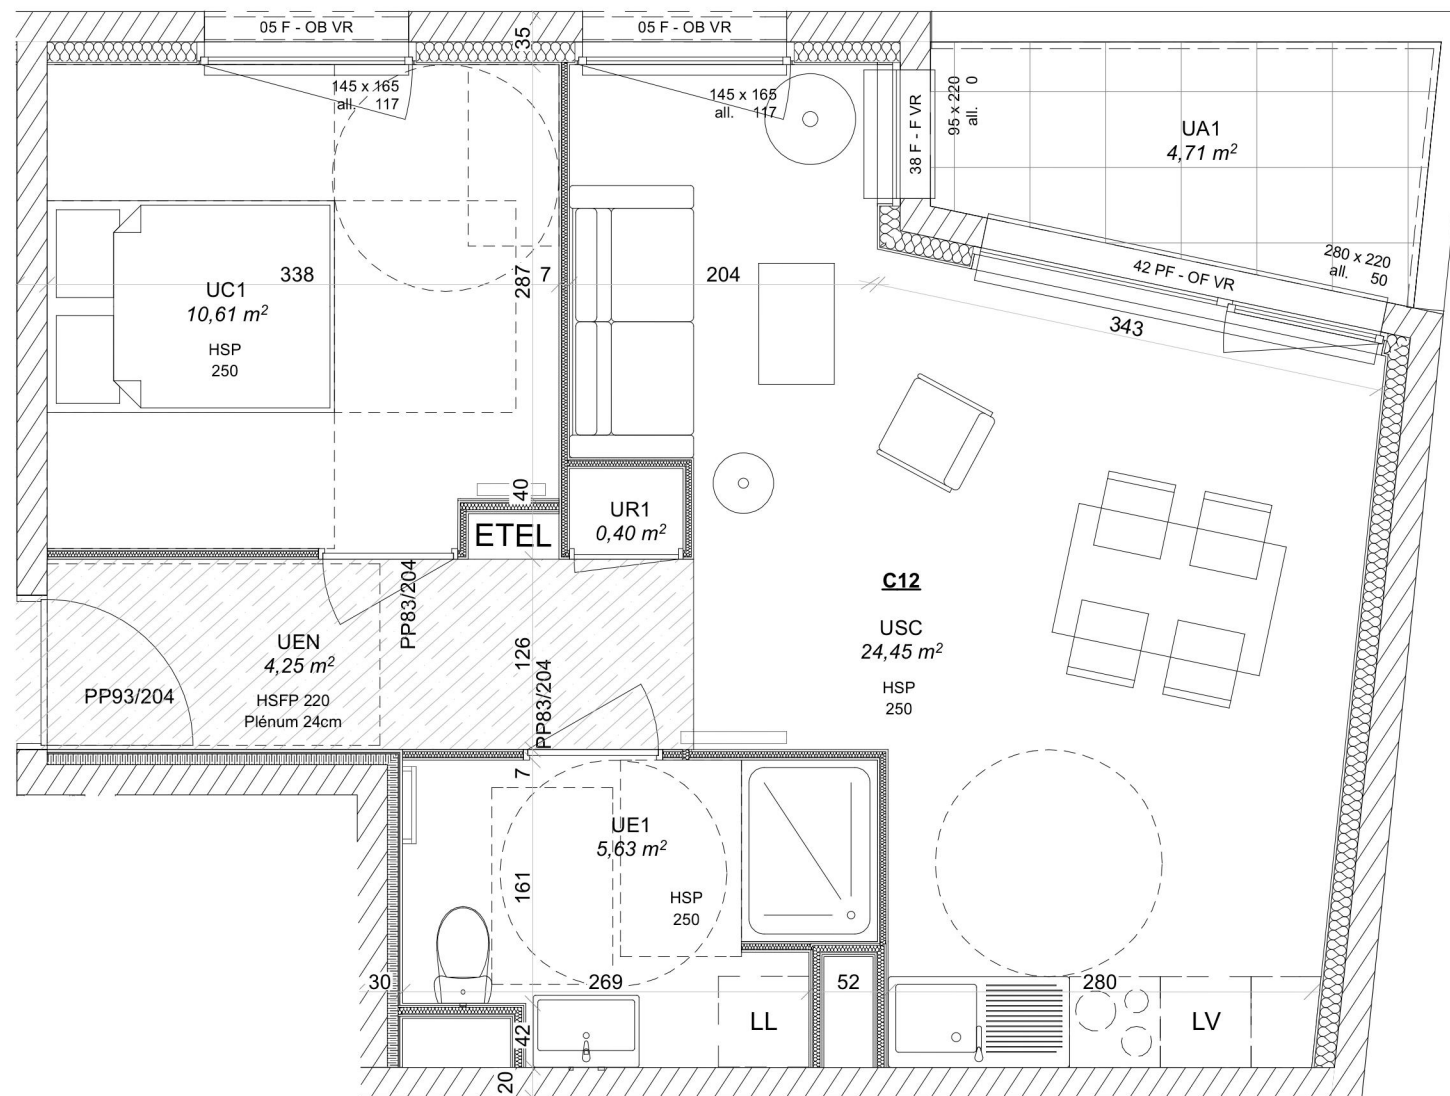 05 F - OB VR
05 F - OB VR
35
145 x 165
all. 117
145 x 165
all. 117
38 F - F VR
95 x 220
all. 0
UA1
4,71 m²
280 x 220
all. 50
42 PF - OF VR
338
287
7
204
343
UC1
10,61 m²
HSP
250
40
ETEL
UR1
0,40 m²
C12
USC
24,45 m²
HSP
250
PP83/204
UEN
4,25 m²
HSFP 220
Plénum 24cm
PP93/204
126
PP83/204
7
UE1
5,63 m²
HSP
250
161
30
269
52
280
LL
LV
42
20